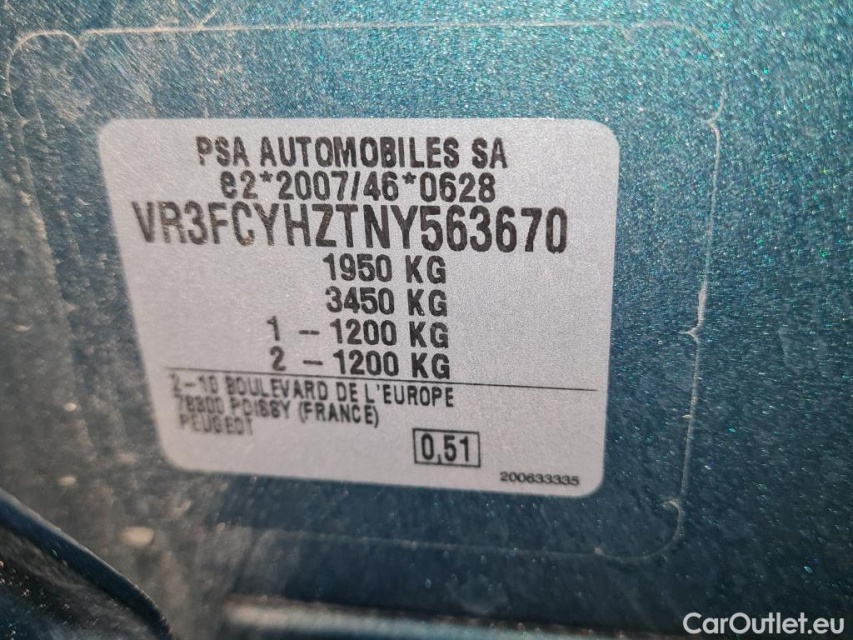 PSA AUTOMOBILES SA
e2*2007/46*0628
VR3FCYHZTNY563670
1950 KG
3450 KG
1 – 1200 KG
2 – 1200 KG
2–10 BOULEVARD DE L'EUROPE
78300 POISSY (FRANCE)
PEUGEOT
0,51
200633335
CarOutlet.eu